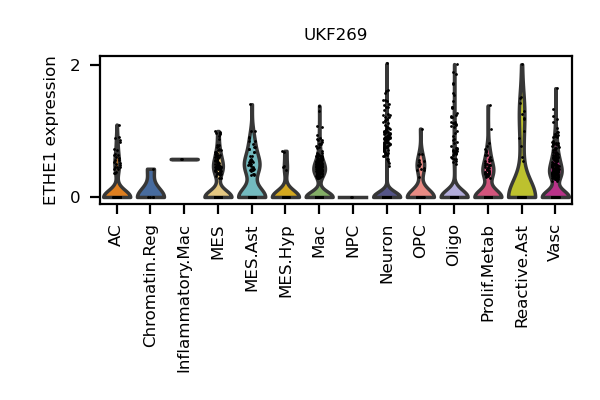 UKF269
ETHE1 expression
2
0
AC
Chromatin.Reg
Inflammatory.Mac
MES
MES.Ast
MES.Hyp
Mac
NPC
Neuron
OPC
Oligo
Prolif.Metab
Reactive.Ast
Vasc